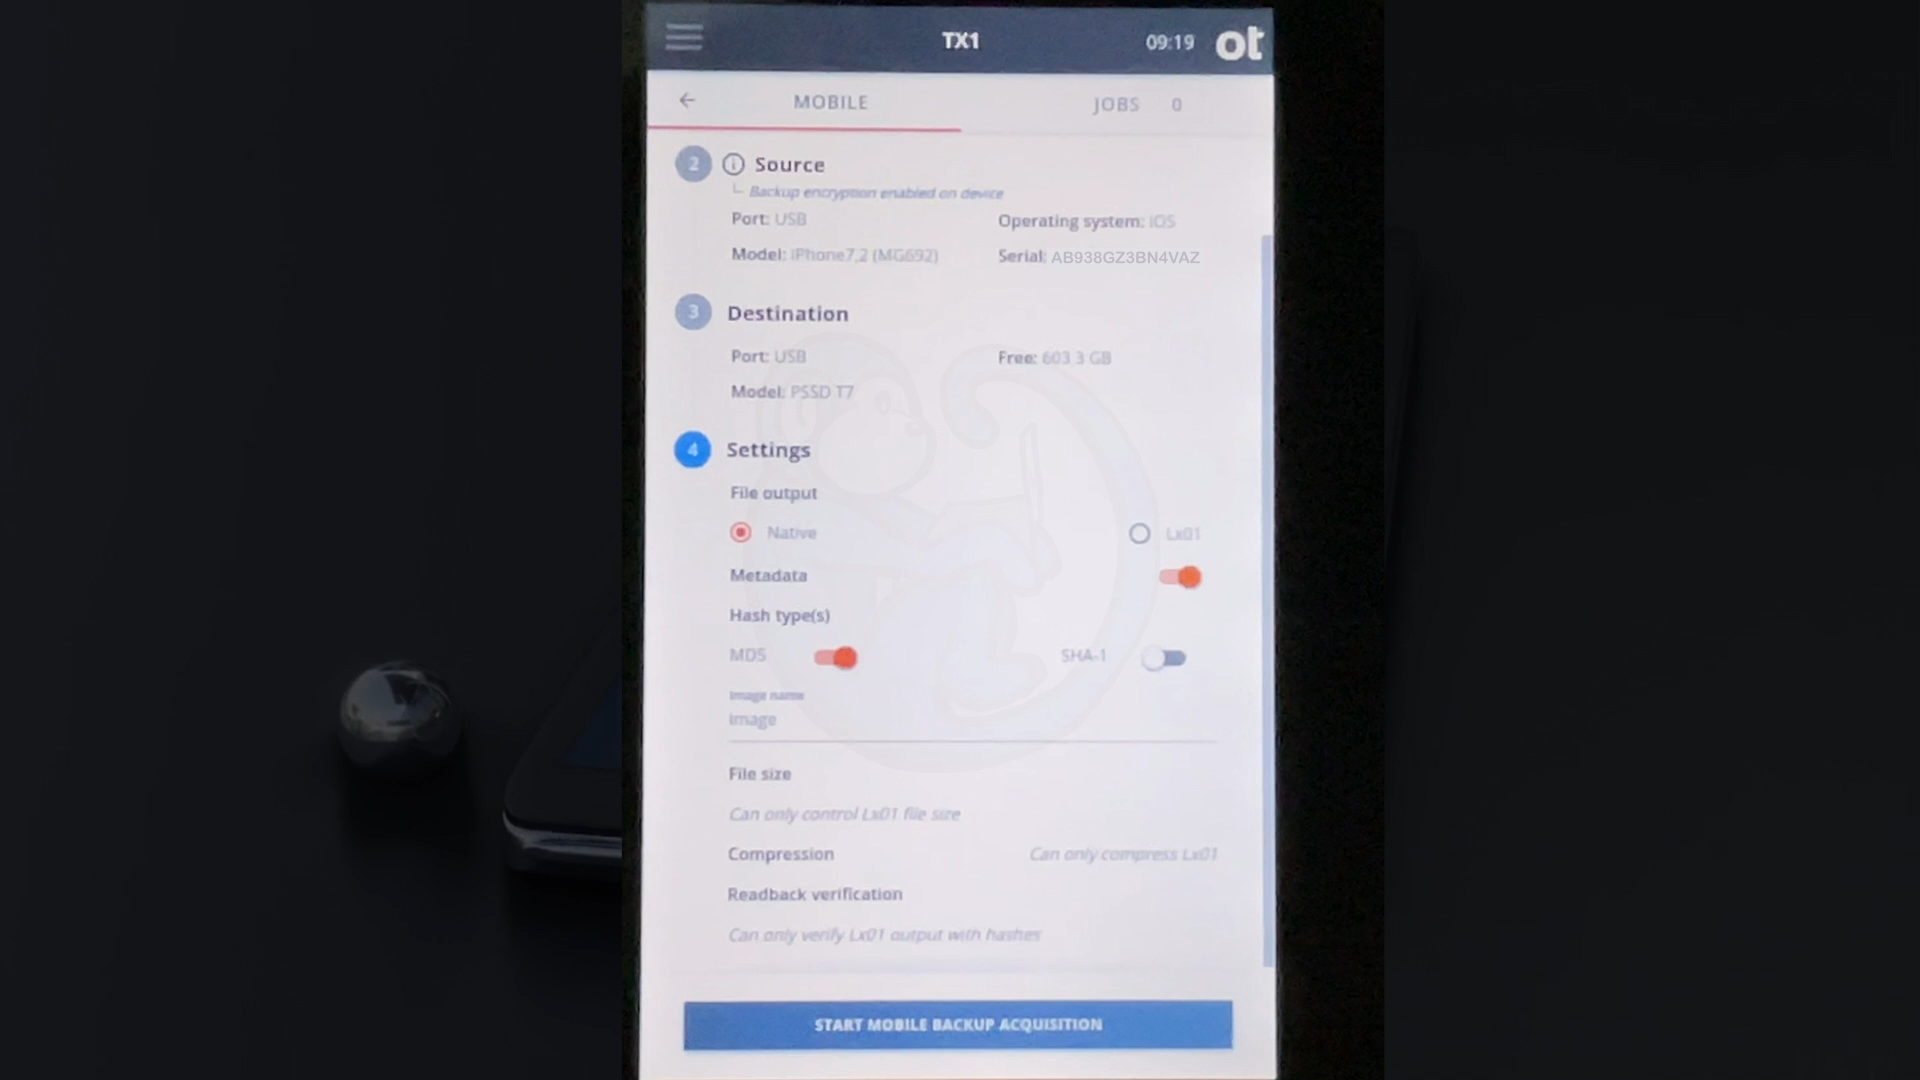 TX1
09:19
ot
MOBILE
JOBS 0
2 Source
Backup encryption enabled on device
Port: USB
Operating system: iOS
Model: iPhone7,2 (MG692)
Serial: AB938GZ3BN4VAZ
3 Destination
Port: USB
Free: 603.3 GB
Model: PSSD T7
4 Settings
File output
Native
Lx01
Metadata
Hash type(s)
MD5
SHA-1
Image name
image
File size
Can only control Lx01 file size
Compression
Can only compress Lx01
Readback verification
Can only verify Lx01 output with hashes
START MOBILE BACKUP ACQUISITION